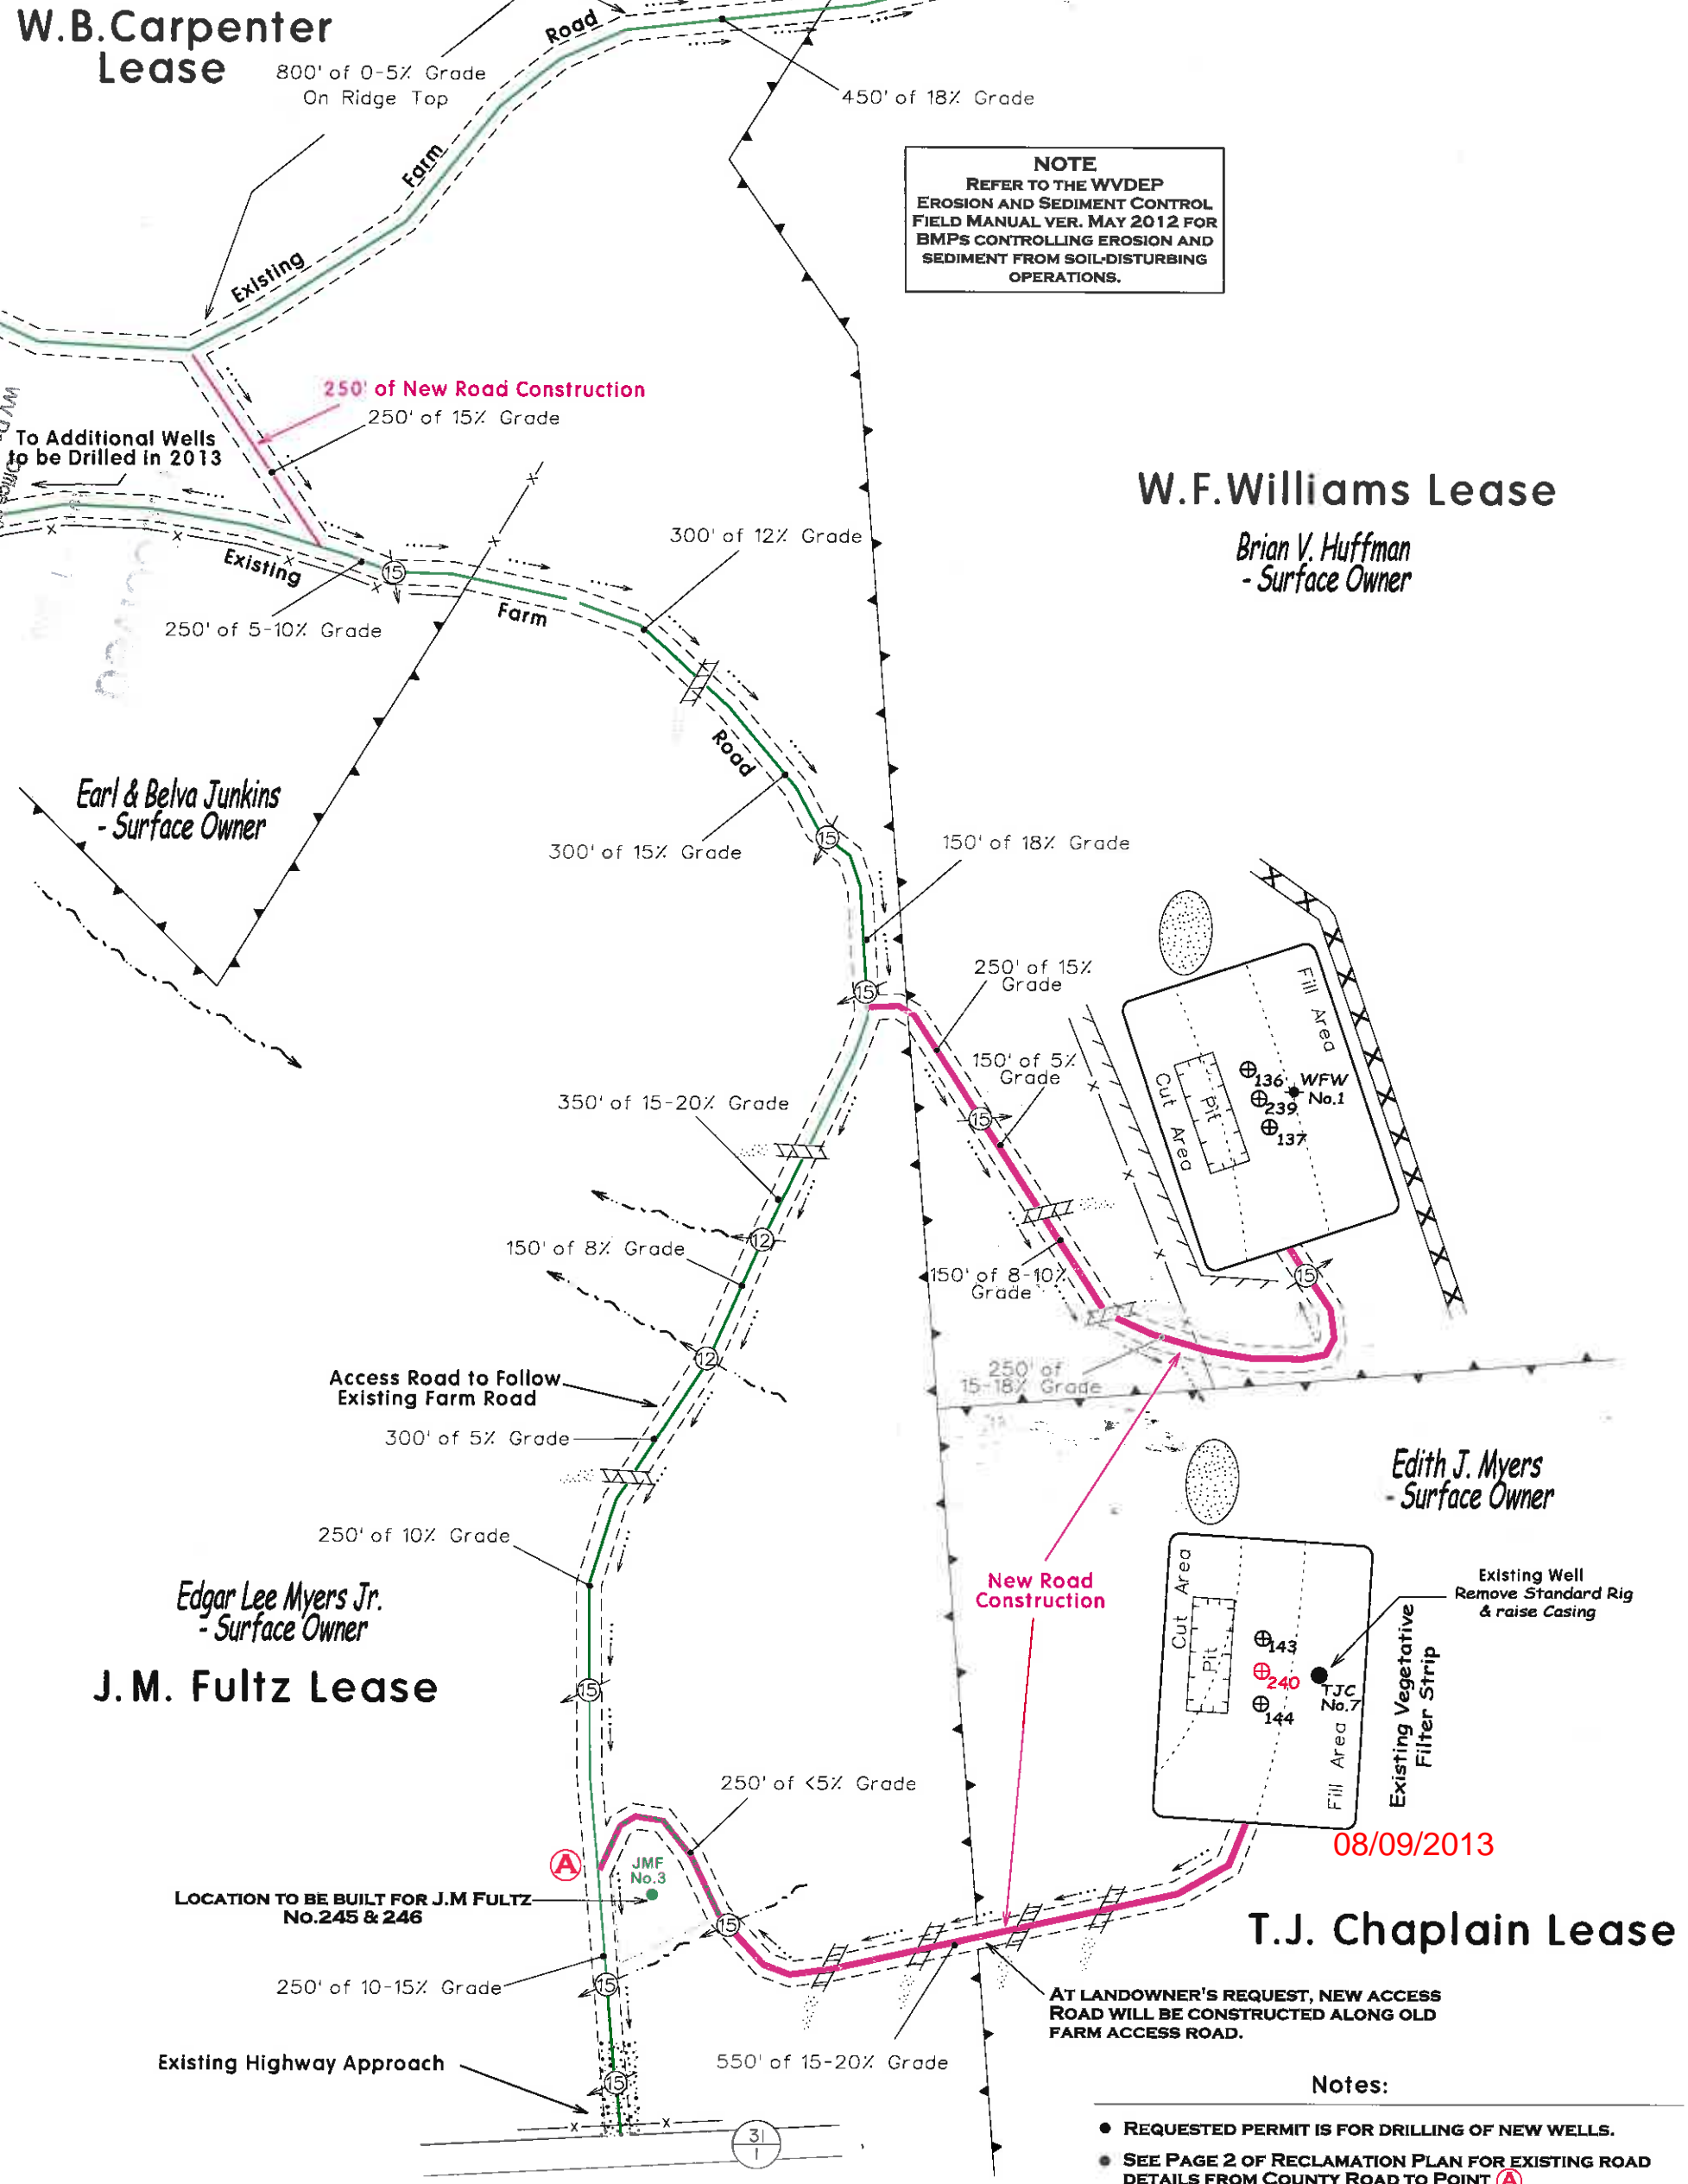 W.B.Carpenter
Lease
800' of 0-5% Grade
On Ridge Top
Road
450' of 18% Grade
Farm
Existing
NOTE
REFER TO THE WVDEP
EROSION AND SEDIMENT CONTROL
FIELD MANUAL VER. MAY 2012 FOR
BMPS CONTROLLING EROSION AND
SEDIMENT FROM SOIL-DISTURBING
OPERATIONS.
250' of New Road Construction
250' of 15% Grade
To Additional Wells
to be Drilled in 2013
W.F.Williams Lease
Brian V. Huffman
- Surface Owner
300' of 12% Grade
Existing
15
Farm
250' of 5-10% Grade
Road
Earl & Belva Junkins
- Surface Owner
15
300' of 15% Grade
150' of 18% Grade
250' of 15%
Grade
15
Fill Area
150' of 5%
Grade
136
WFW
No.1
239
137
Pit
Cut Area
350' of 15-20% Grade
15
12
150' of 8% Grade
150' of 8-10%
Grade
15
12
250' of
15-18% Grade
Access Road to Follow
Existing Farm Road
300' of 5% Grade
Edith J. Myers
- Surface Owner
250' of 10% Grade
New Road
Construction
Existing Well
Remove Standard Rig
& raise Casing
Edgar Lee Myers Jr.
- Surface Owner
Cut Area
Pit
143
240
144
TJC
No.7
Fill Area
Existing Vegetative
Filter Strip
J.M. Fultz Lease
15
250' of <5% Grade
08/09/2013
A
JMF
No.3
LOCATION TO BE BUILT FOR J.M FULTZ
No.245 & 246
15
T.J. Chaplain Lease
250' of 10-15% Grade
15
AT LANDOWNER'S REQUEST, NEW ACCESS
ROAD WILL BE CONSTRUCTED ALONG OLD
FARM ACCESS ROAD.
Existing Highway Approach
550' of 15-20% Grade
15
31
1
Notes:
● REQUESTED PERMIT IS FOR DRILLING OF NEW WELLS.
● SEE PAGE 2 OF RECLAMATION PLAN FOR EXISTING ROAD
DETAILS FROM COUNTY ROAD TO POINT A